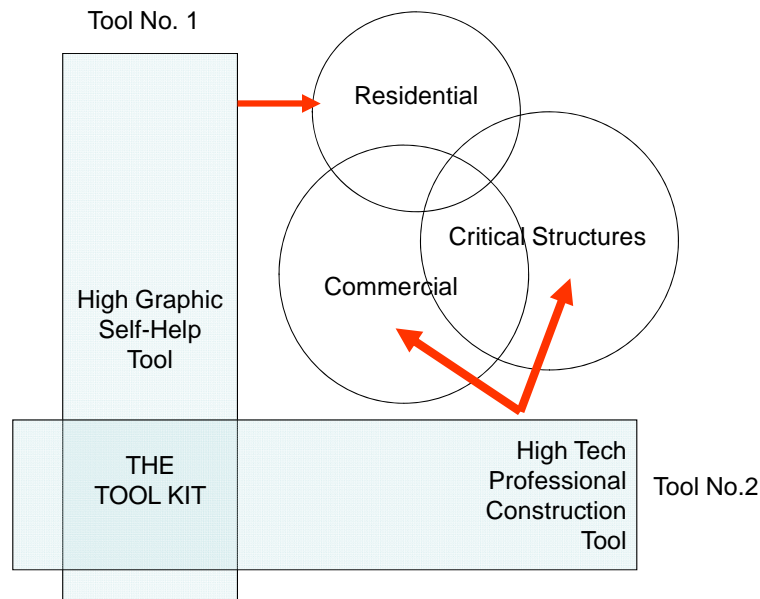 Tool No. 1
Residential
Critical Structures
Commercial
High Graphic
Self-Help
Tool
THE
TOOL KIT
High Tech
Professional
Construction
Tool
Tool No.2